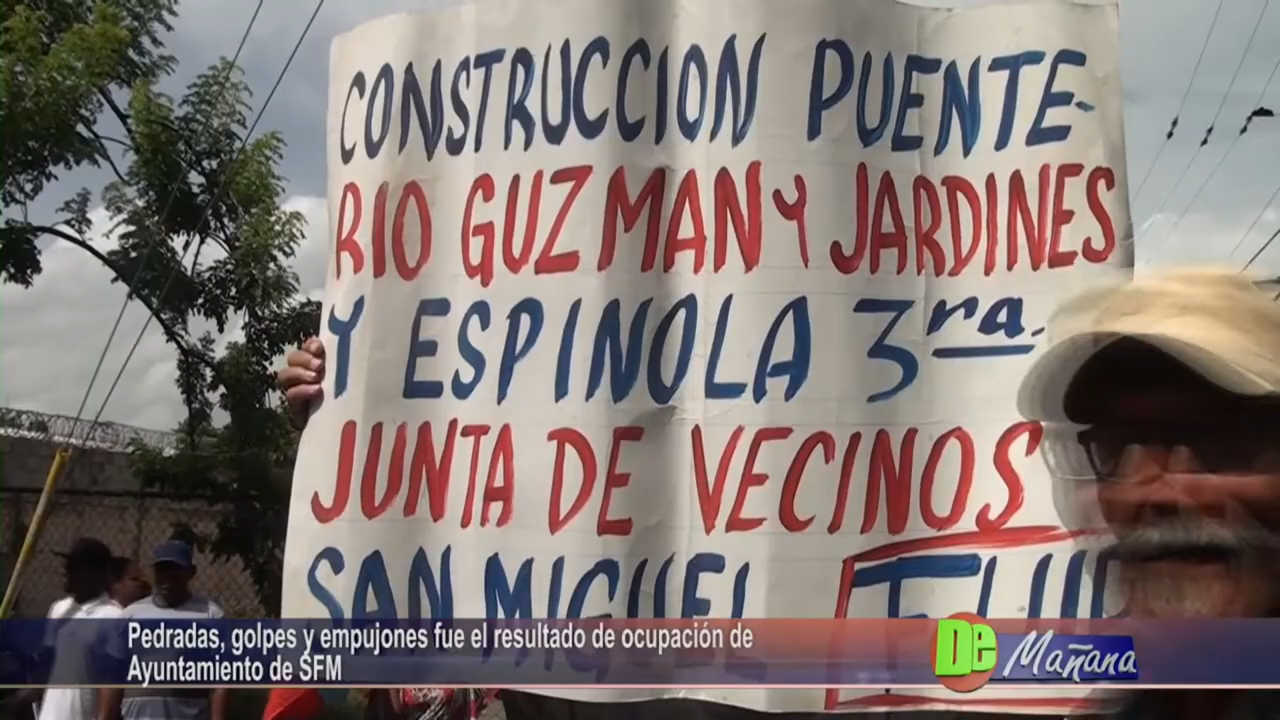 CONSTRUCCION PUENTE-
RIO GUZMAN Y JARDINES
Y ESPINOLA 3ra.
JUNTA DE VECINOS
SAN MIGUEL
Pedradas, golpes y empujones fue el resultado de ocupación de
Ayuntamiento de SFM
De Mañana